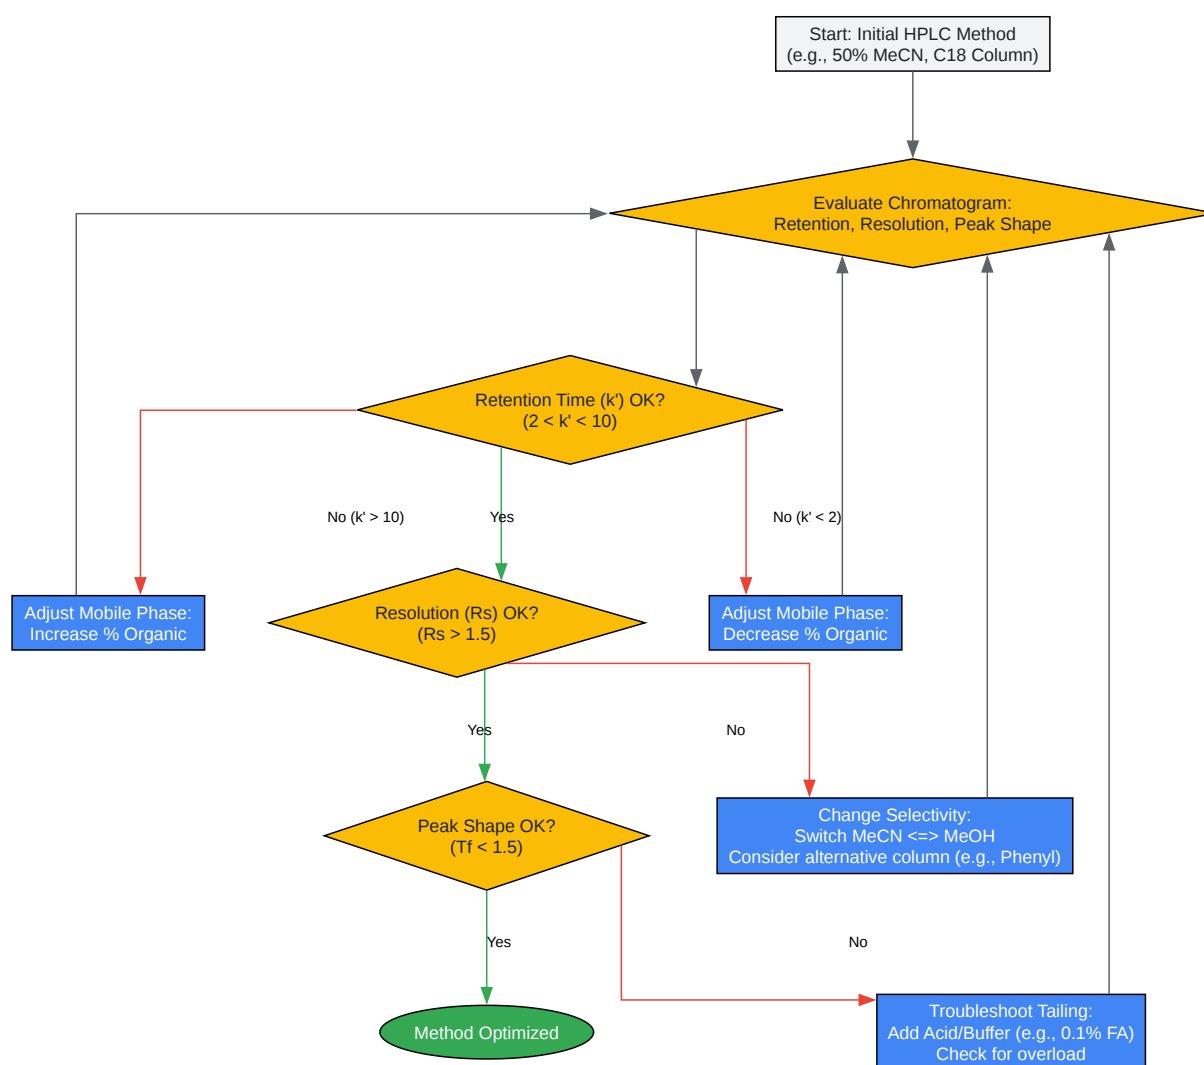 Start: Initial HPLC Method
(e.g., 50% MeCN, C18 Column)
Evaluate Chromatogram:
Retention, Resolution, Peak Shape
Retention Time (k') OK?
(2 < k' < 10)
No (k' > 10)
Yes
No (k' < 2)
Adjust Mobile Phase:
Increase % Organic
Resolution (Rs) OK?
(Rs > 1.5)
Adjust Mobile Phase:
Decrease % Organic
Yes
No
Peak Shape OK?
(Tf < 1.5)
Change Selectivity:
Switch MeCN <=> MeOH
Consider alternative column (e.g., Phenyl)
Yes
No
Method Optimized
Troubleshoot Tailing:
Add Acid/Buffer (e.g., 0.1% FA)
Check for overload